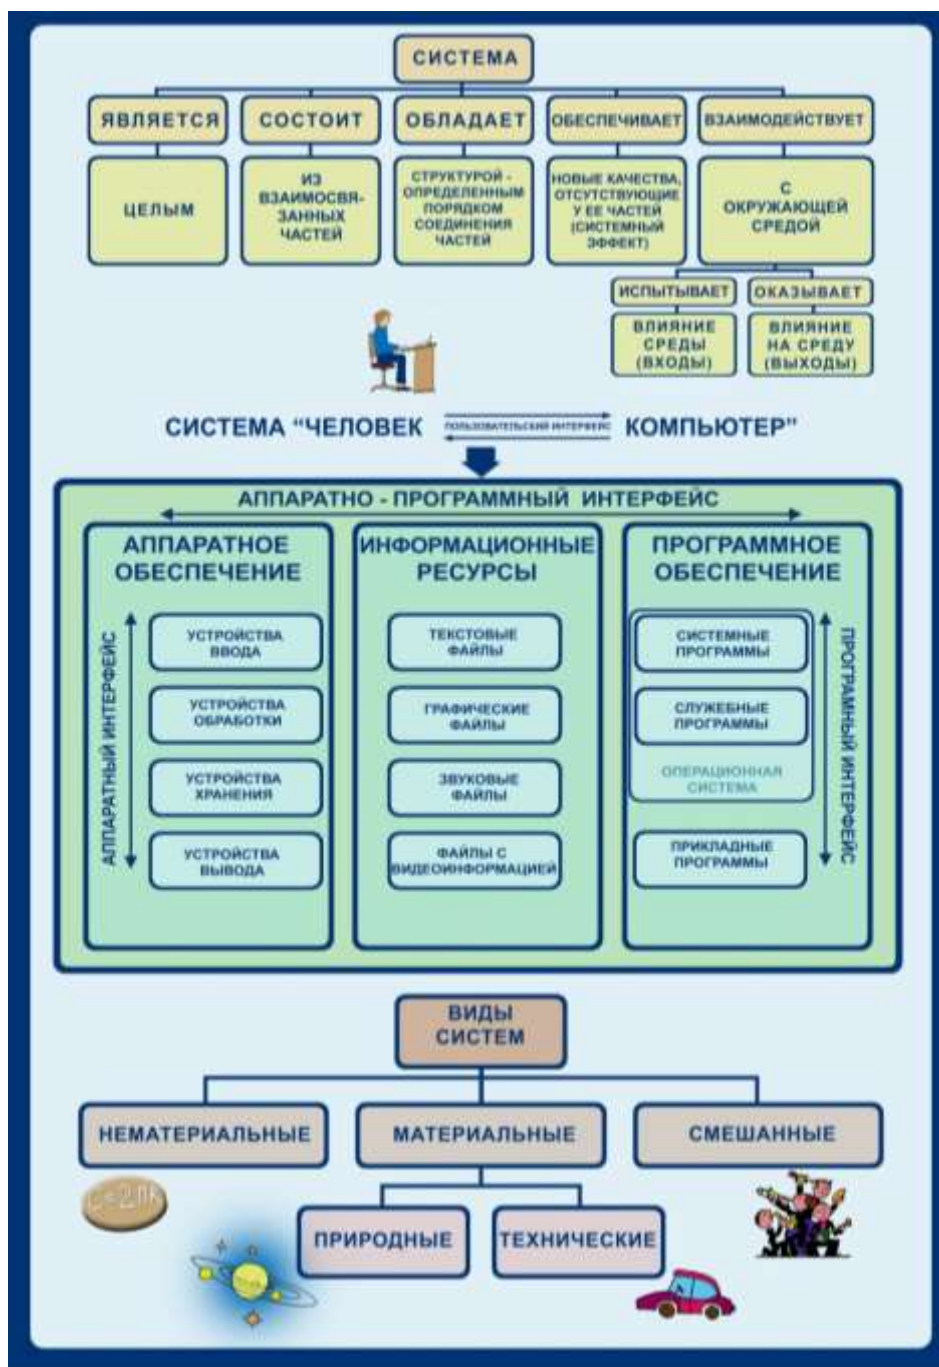 СИСТЕМА
ЯВЛЯЕТСЯ
СОСТОИТ
ОБЛАДАЕТ
ОБЕСПЕЧИВАЕТ
ВЗАИМОДЕЙСТВУЕТ
ЦЕЛЫМ
ИЗ
ВЗАИМОСВЯ-
ЗАННЫХ
ЧАСТЕЙ
СТРУКТУРОЙ -
ОПРЕДЕЛЕННЫМ
ПОРЯДКОМ
СОЕДИНЕНИЯ
ЧАСТЕЙ
НОВЫЕ КАЧЕСТВА,
ОТСУТСТВУЮЩИЕ
У ЕЕ ЧАСТЕЙ
(СИСТЕМНЫЙ
ЭФФЕКТ)
С
ОКРУЖАЮЩЕЙ
СРЕДОЙ
ИСПЫТЫВАЕТ
ОКАЗЫВАЕТ
ВЛИЯНИЕ
СРЕДЫ
(ВХОДЫ)
ВЛИЯНИЕ
НА СРЕДУ
(ВЫХОДЫ)
СИСТЕМА "ЧЕЛОВЕК ПОЛЬЗОВАТЕЛЬСКИЙ ИНТЕРФЕЙС КОМПЬЮТЕР"
АППАРАТНО - ПРОГРАММНЫЙ ИНТЕРФЕЙС
АППАРАТНОЕ
ОБЕСПЕЧЕНИЕ
АППАРАТНЫЙ ИНТЕРФЕЙС
УСТРОЙСТВА
ВВОДА
УСТРОЙСТВА
ОБРАБОТКИ
УСТРОЙСТВА
ХРАНЕНИЯ
УСТРОЙСТВА
ВЫВОДА
ИНФОРМАЦИОННЫЕ
РЕСУРСЫ
ТЕКСТОВЫЕ
ФАЙЛЫ
ГРАФИЧЕСКИЕ
ФАЙЛЫ
ЗВУКОВЫЕ
ФАЙЛЫ
ФАЙЛЫ С
ВИДЕОИНФОРМАЦИЕЙ
ПРОГРАММНОЕ
ОБЕСПЕЧЕНИЕ
СИСТЕМНЫЕ
ПРОГРАММЫ
СЛУЖЕБНЫЕ
ПРОГРАММЫ
ОПЕРАЦИОННАЯ
СИСТЕМА
ПРИКЛАДНЫЕ
ПРОГРАММЫ
ПРОГРАМНЫЙ ИНТЕРФЕЙС
ВИДЫ
СИСТЕМ
НЕМАТЕРИАЛЬНЫЕ
МАТЕРИАЛЬНЫЕ
СМЕШАННЫЕ
ПРИРОДНЫЕ
ТЕХНИЧЕСКИЕ